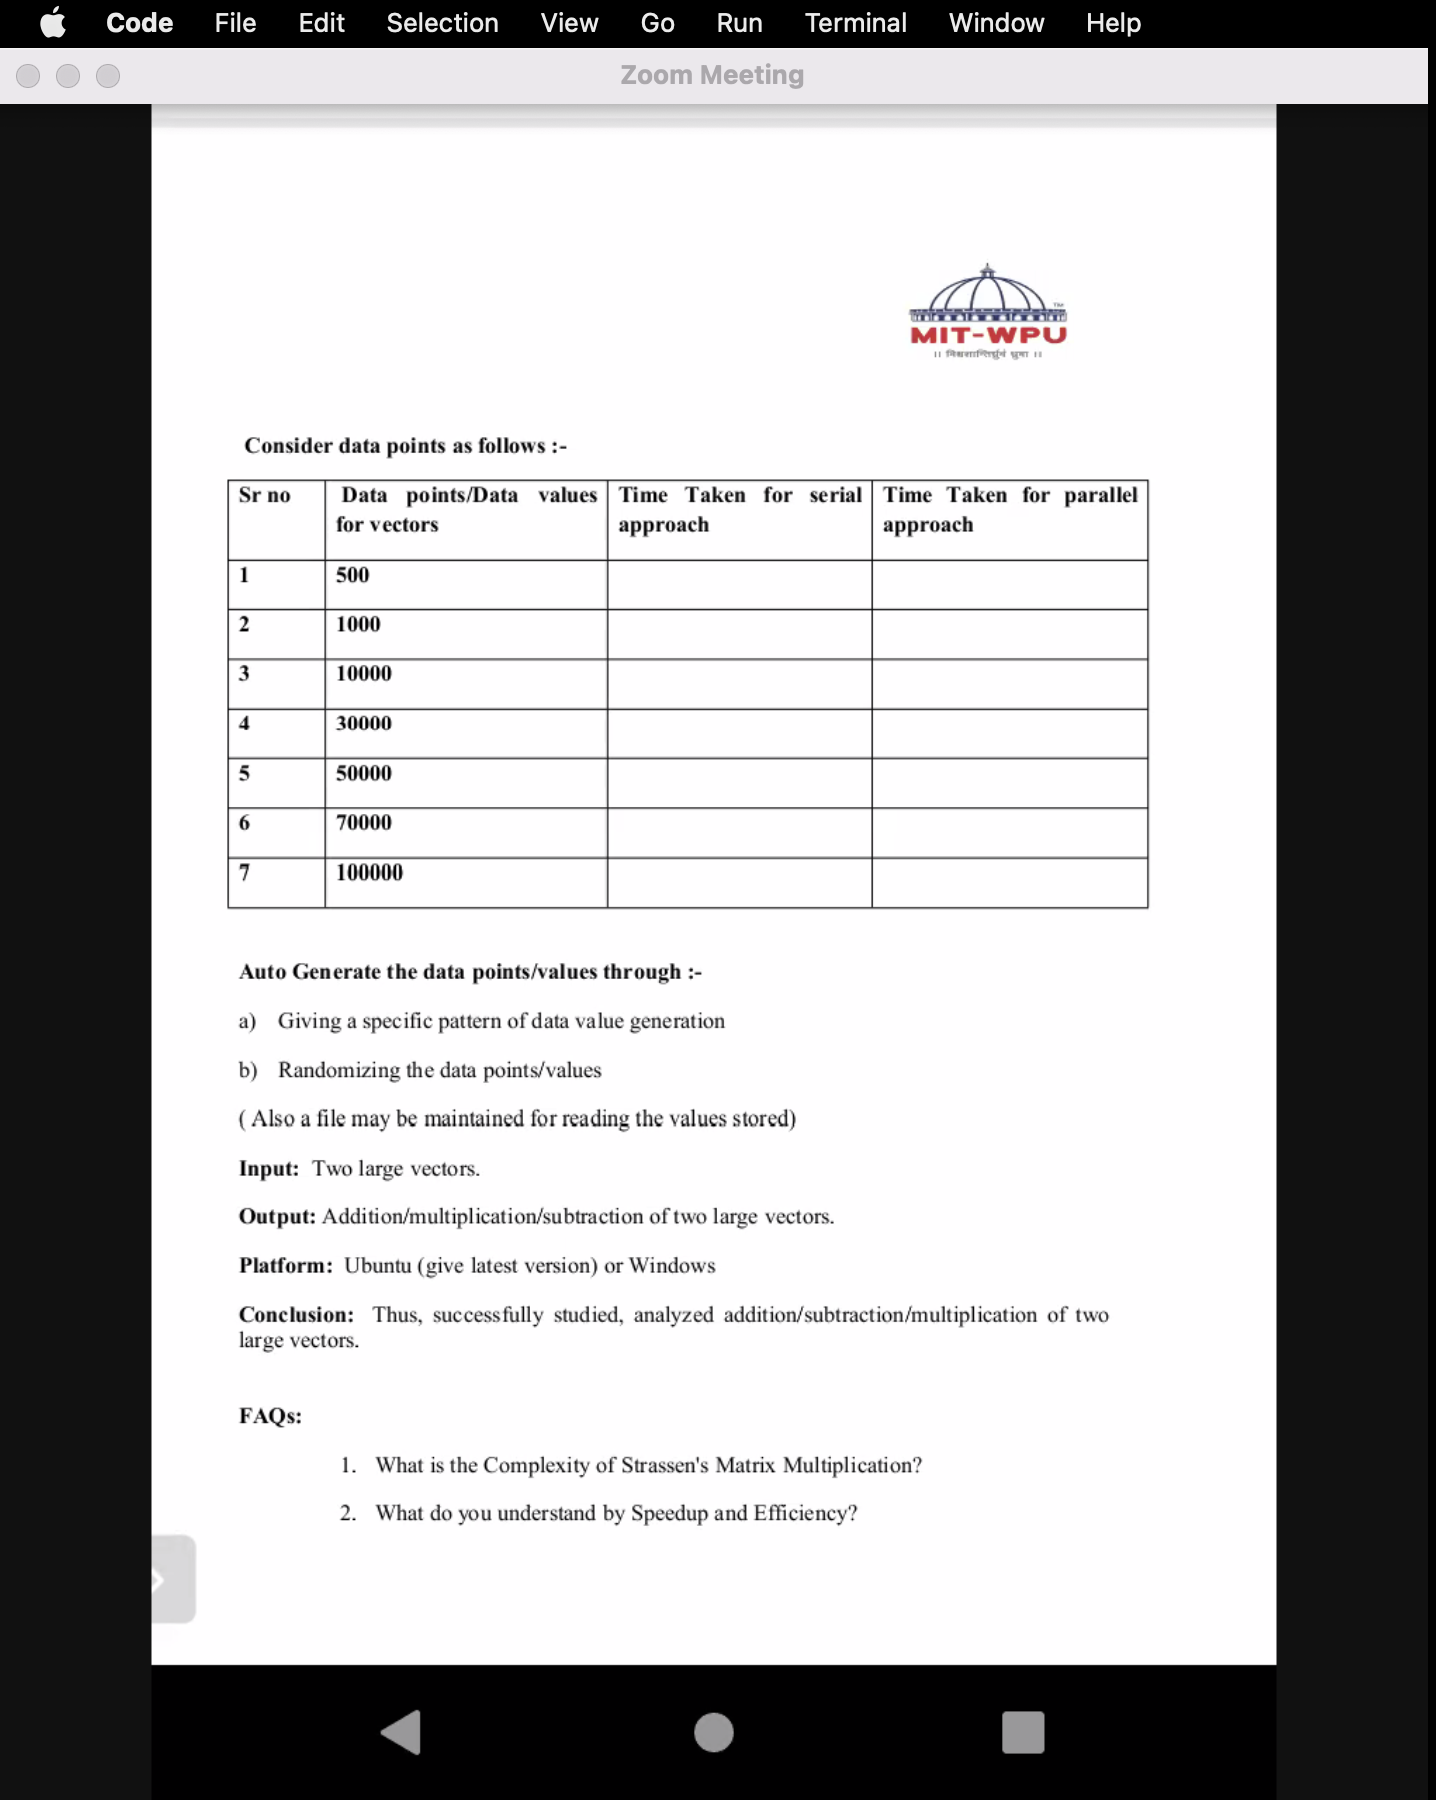 Code File Edit Selection View Go Run Terminal Window Help
Zoom Meeting
The
MIT-WPU
Consider data points as follows :-
Sr no Data points/Data values for vectors Time Taken for serial approach Time Taken for parallel approach
1 500
2 1000
3 10000
4 30000
5 50000
6 70000
7 100000
Auto Generate the data points/values through :-
a) Giving a specific pattern of data value generation
b) Randomizing the data points/values
( Also a file may be maintained for reading the values stored)
Input: Two large vectors.
Output: Addition/multiplication/subtraction of two large vectors.
Platform: Ubuntu (give latest version) or Windows
Conclusion: Thus, successfully studied, analyzed addition/subtraction/multiplication of two
large vectors.
FAQs:
1. What is the Complexity of Strassen's Matrix Multiplication?
2. What do you understand by Speedup and Efficiency?